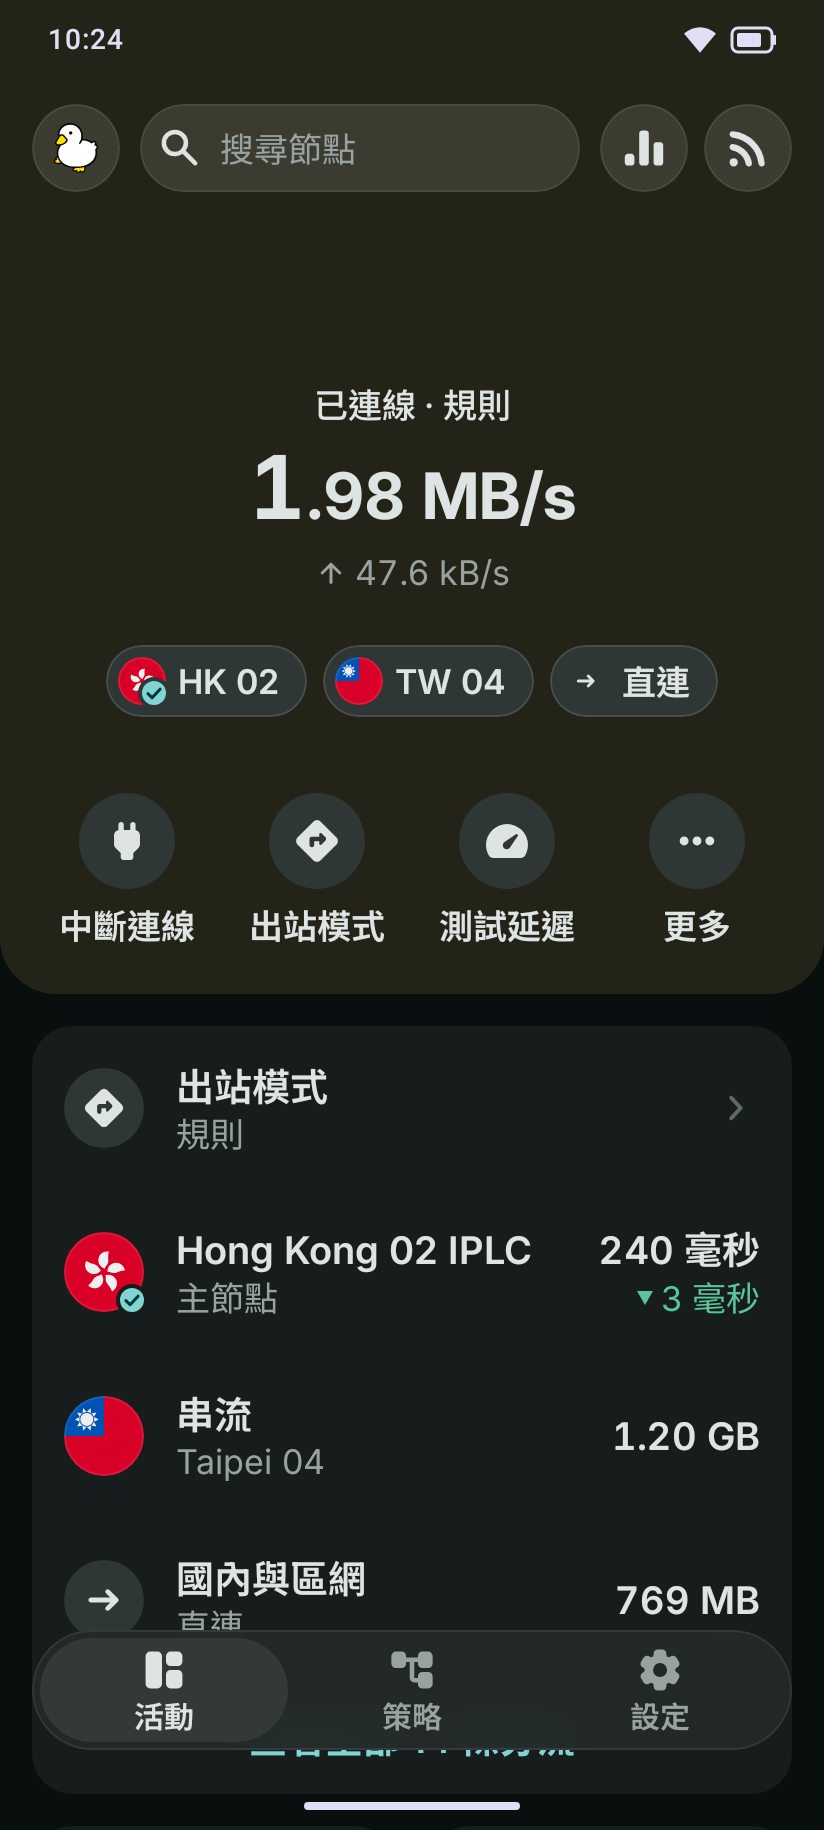 10:24
搜尋節點
已連線 · 規則
1.98 MB/s
↑ 47.6 kB/s
HK 02
TW 04
→ 直連
中斷連線
出站模式
測試延遲
更多
出站模式
規則
Hong Kong 02 IPLC
240 毫秒
主節點
▼3 毫秒
串流
Taipei 04
1.20 GB
國內與區網
769 MB
直連
活動
策略
設定